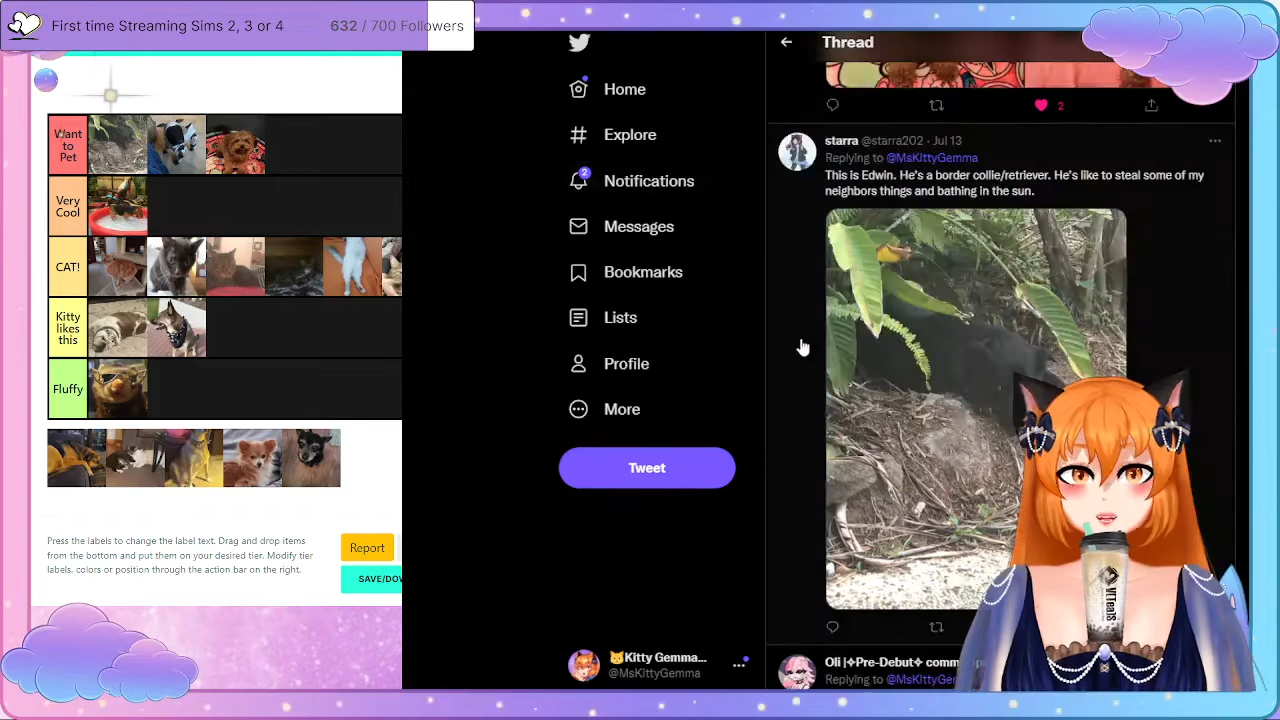 First time Streaming Sims 2, 3 or 4
632 / 700 Followers
Want
to
Pet
Very
Cool
CAT!
Kitty
likes
this
Fluffy
Press the labels to change the label text. Drag and drop items
from the bottom and put them on your desired tier. Modify tier
labels, colors or position through the action bar on the right.
Report
SAVE/DOW
Home
Explore
2
Notifications
Messages
Bookmarks
Lists
Profile
More
Tweet
Kitty Gemma...
@MsKittyGemma
Thread
2
starra @starra202 · Jul 13
Replying to @MsKittyGemma
This is Edwin. He's a border collie/retriever. He's like to steal some of my
neighbors things and bathing in the sun.
Oli |✧Pre-Debut✧ comm
Replying to @MsKittyGe